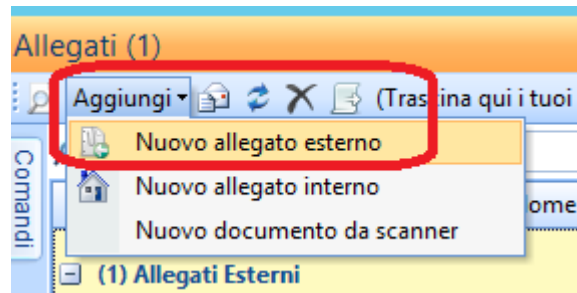 Allegati (1)
Aggiungi (Trascina qui i tuoi
Nuovo allegato esterno
Nuovo allegato interno
Nuovo documento da scanner
Comandi
ome
(1) Allegati Esterni